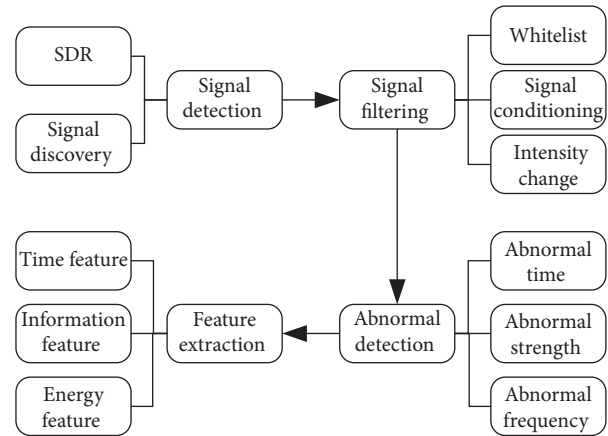 SDR
Signal
discovery
Signal
detection
Signal
filtering
Whitelist
Signal
conditioning
Intensity
change
Time feature
Information
feature
Energy
feature
Feature
extraction
Abnormal
detection
Abnormal
time
Abnormal
strength
Abnormal
frequency